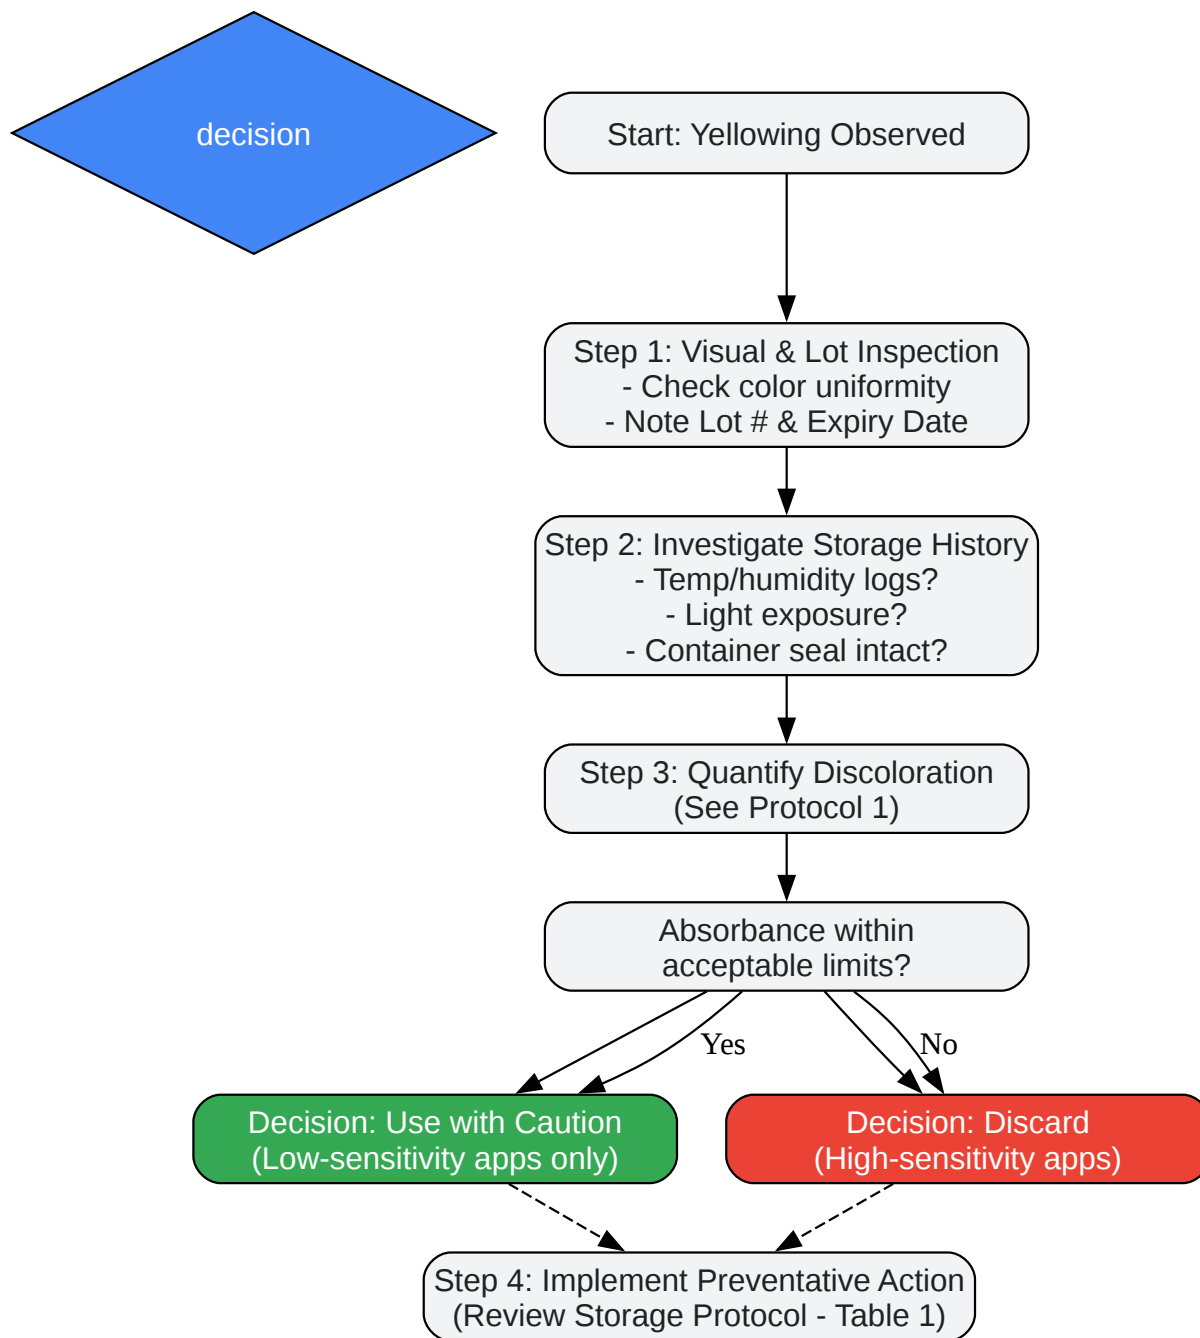 decision
Start: Yellowing Observed
Step 1: Visual & Lot Inspection
- Check color uniformity
- Note Lot # & Expiry Date
Step 2: Investigate Storage History
- Temp/humidity logs?
- Light exposure?
- Container seal intact?
Step 3: Quantify Discoloration
(See Protocol 1)
Absorbance within
acceptable limits?
Yes
No
Decision: Use with Caution
(Low-sensitivity apps only)
Decision: Discard
(High-sensitivity apps)
Step 4: Implement Preventative Action
(Review Storage Protocol - Table 1)